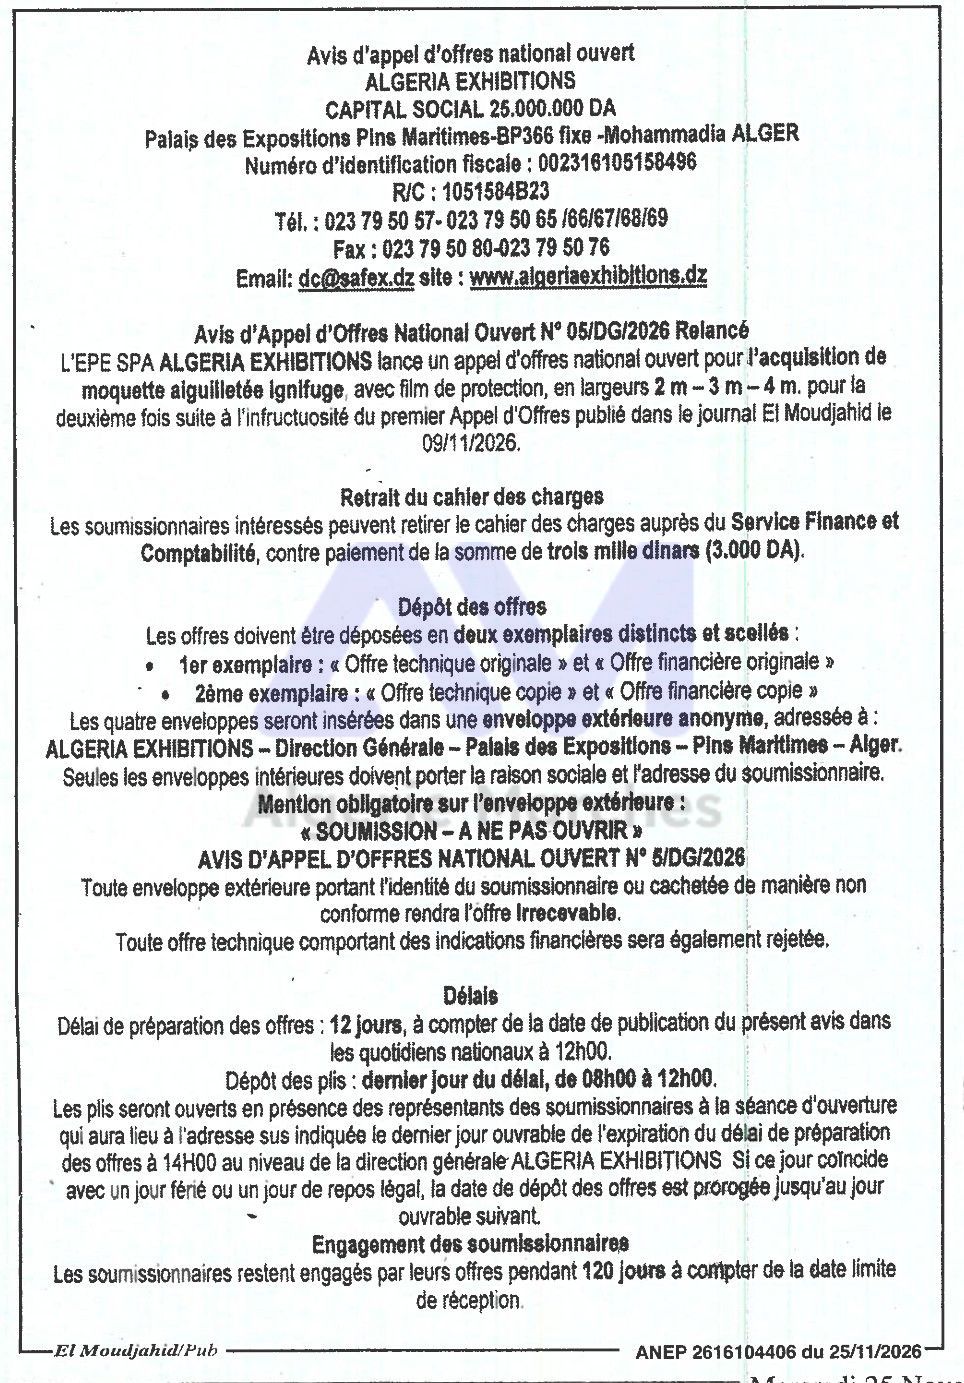 Avis d'appel d'offres national ouvert
ALGERIA EXHIBITIONS
CAPITAL SOCIAL 25.000.000 DA
Palais des Expositions Pins Maritimes-BP366 fixe -Mohammadia ALGER
Numéro d'identification fiscale : 002316105158496
R/C : 1051584B23
Tél. : 023 79 50 57- 023 79 50 65 /66/67/68/69
Fax : 023 79 50 80-023 79 50 76
Email: dc@safex.dz site : www.algeriaexhibitions.dz
Avis d'Appel d'Offres National Ouvert N° 05/DG/2026 Relancé
L'EPE SPA ALGERIA EXHIBITIONS lance un appel d'offres national ouvert pour l'acquisition de
moquette aiguilletée ignifuge, avec film de protection, en largeurs 2 m – 3 m – 4 m. pour la
deuxième fois suite à l'infructuosité du premier Appel d'Offres publié dans le journal El Moudjahid le
09/11/2026.
Retrait du cahier des charges
Les soumissionnaires intéressés peuvent retirer le cahier des charges auprès du Service Finance et
Comptabilité, contre paiement de la somme de trois mille dinars (3.000 DA).
Dépôt des offres
Les offres doivent être déposées en deux exemplaires distincts et scellés :
• 1er exemplaire : « Offre technique originale » et « Offre financière originale »
• 2ème exemplaire : « Offre technique copie » et « Offre financière copie »
Les quatre enveloppes seront insérées dans une enveloppe extérieure anonyme, adressée à :
ALGERIA EXHIBITIONS – Direction Générale – Palais des Expositions – Pins Maritimes – Alger.
Seules les enveloppes intérieures doivent porter la raison sociale et l'adresse du soumissionnaire.
Mention obligatoire sur l'enveloppe extérieure :
« SOUMISSION – A NE PAS OUVRIR »
AVIS D'APPEL D'OFFRES NATIONAL OUVERT N° 5/DG/2026
Toute enveloppe extérieure portant l'identité du soumissionnaire ou cachetée de manière non
conforme rendra l'offre irrecevable.
Toute offre technique comportant des indications financières sera également rejetée.
Délais
Délai de préparation des offres : 12 jours, à compter de la date de publication du présent avis dans
les quotidiens nationaux à 12h00.
Dépôt des plis : dernier jour du délai, de 08h00 à 12h00.
Les plis seront ouverts en présence des représentants des soumissionnaires à la séance d'ouverture
qui aura lieu à l'adresse sus indiquée le dernier jour ouvrable de l'expiration du délai de préparation
des offres à 14H00 au niveau de la direction générale ALGERIA EXHIBITIONS Si ce jour coïncide
avec un jour férié ou un jour de repos légal, la date de dépôt des offres est prorogée jusqu'au jour
ouvrable suivant.
Engagement des soumissionnaires
Les soumissionnaires restent engagés par leurs offres pendant 120 jours à compter de la date limite
de réception.
El Moudjahid/Pub
ANEP 2616104406 du 25/11/2026